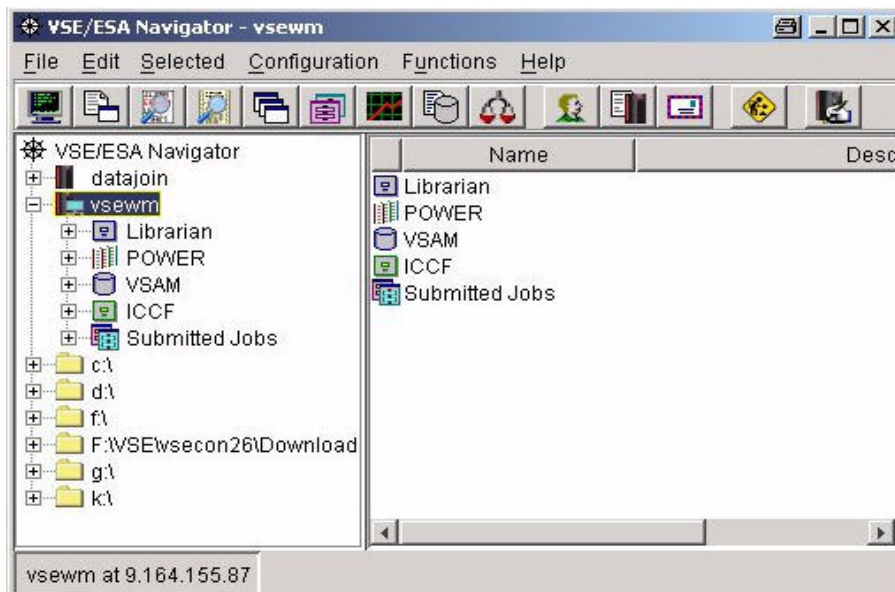 VSE/ESA Navigator - vsewm
File Edit Selected Configuration Functions Help
VSE/ESA Navigator
datajoin
vsewm
Librarian
POWER
VSAM
ICCF
Submitted Jobs
c:\
d:\
f:\
F:\VSE\vsecon26\Download
g:\
k:\
Name Desc
Librarian
POWER
VSAM
ICCF
Submitted Jobs
vsewm at 9.164.155.87